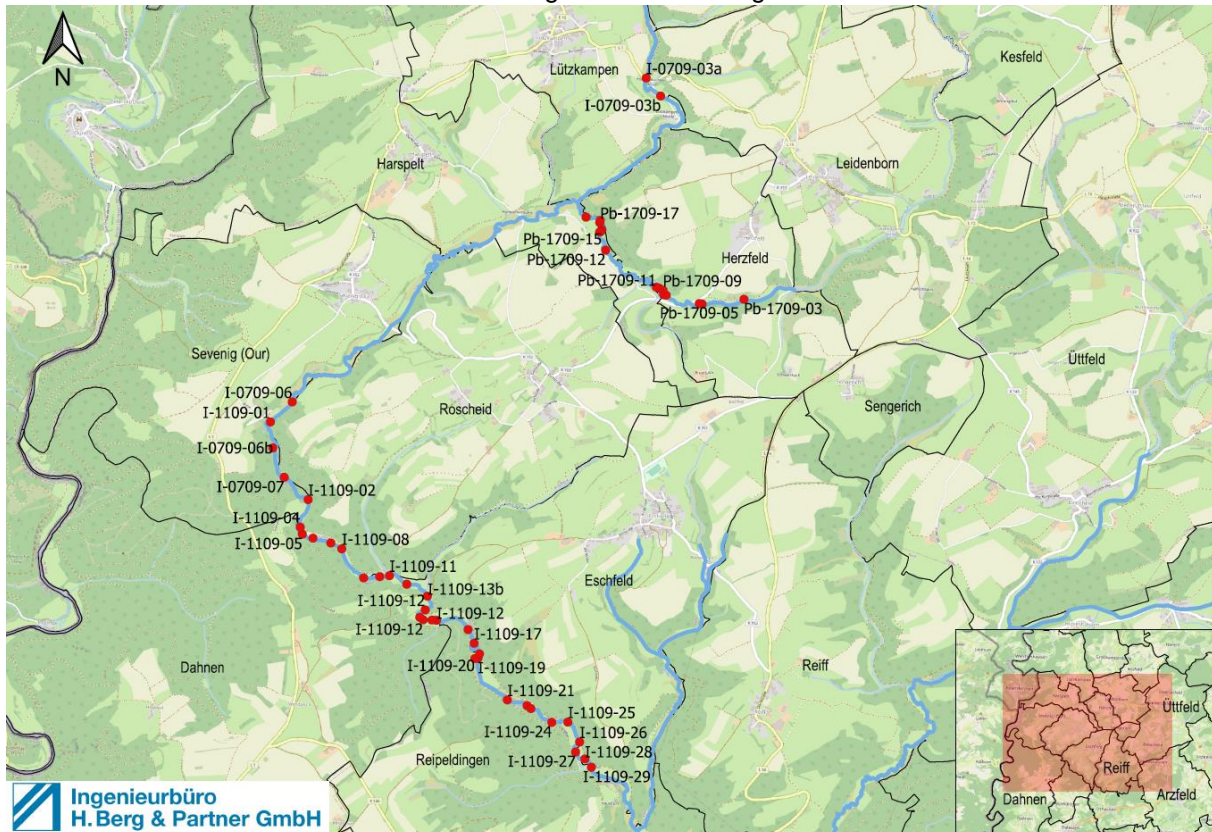 N
Lützkampen
I-0709-03a
I-0709-03b
Kesfeld
Harspelt
Leidenborn
Pb-1709-17
Pb-1709-15
Pb-1709-12
Herzfeld
Pb-1709-11
Pb-1709-09
Pb-1709-05
Pb-1709-03
Sevenig (Our)
Üttfeld
I-0709-06
I-1109-01
Roscheid
Sengerich
I-0709-06b
I-0709-07
I-1109-02
I-1109-04
I-1109-05
I-1109-08
I-1109-11
Eschfeld
I-1109-13b
I-1109-12
I-1109-12
I-1109-12
I-1109-17
Dahnen
Reiff
I-1109-20
I-1109-19
I-1109-21
I-1109-25
I-1109-24
I-1109-26
Reipeldingen
I-1109-28
I-1109-27
I-1109-29
Üttfeld
Reiff
Dahnen
Arzfeld
Ingenieurbüro
H.Berg & Partner GmbH